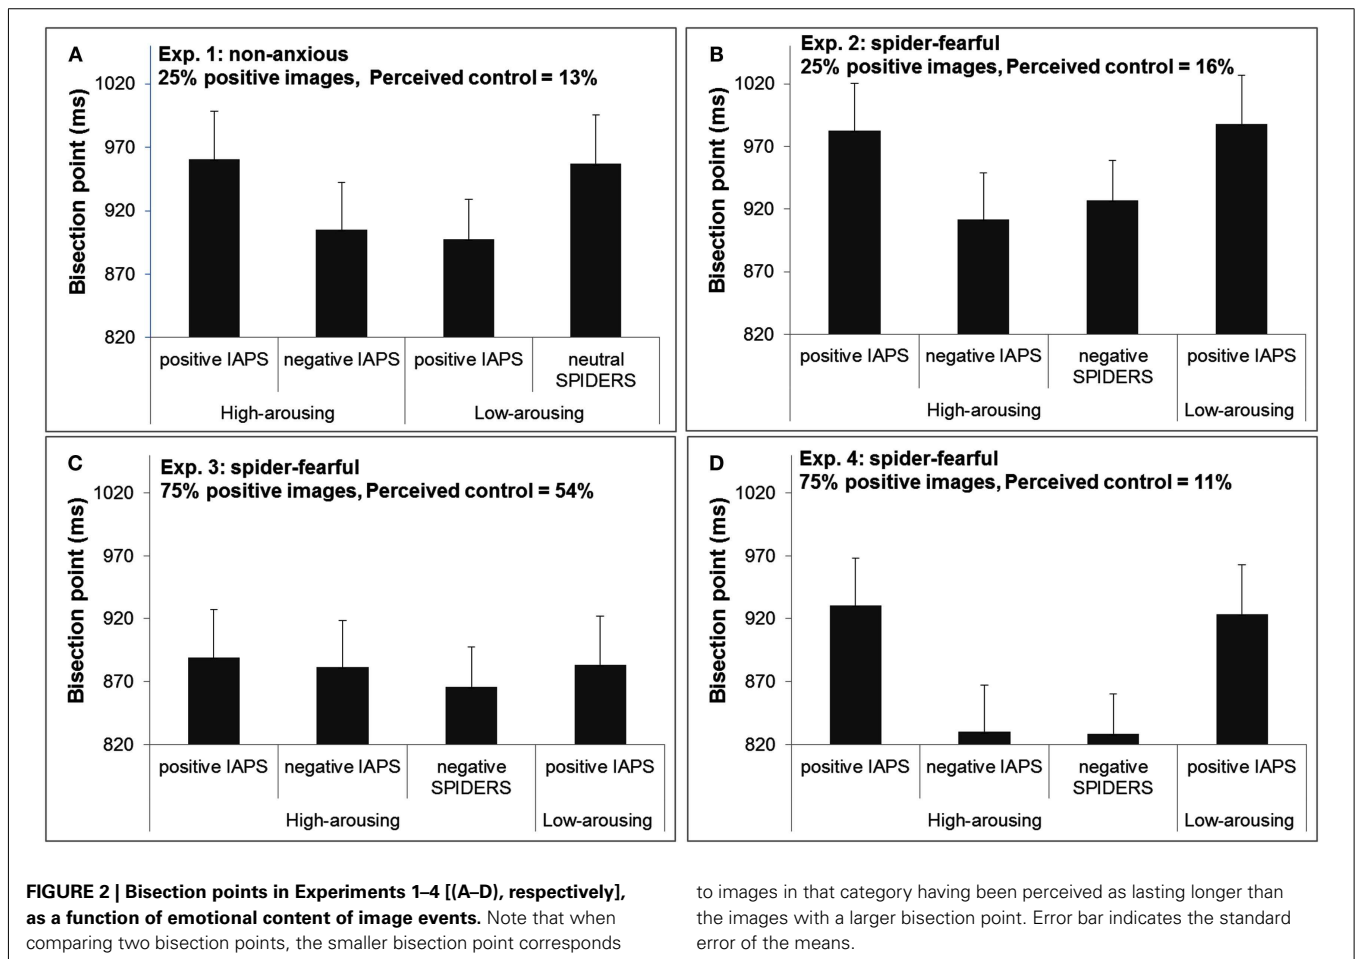 A
Exp. 1: non-anxious
25% positive images, Perceived control = 13%
Bisection point (ms)
1020
970
920
870
820
positive IAPS
negative IAPS
positive IAPS
neutral
SPIDERS
High-arousing
Low-arousing
B
Exp. 2: spider-fearful
25% positive images, Perceived control = 16%
Bisection point (ms)
1020
970
920
870
820
positive IAPS
negative IAPS
negative
SPIDERS
positive IAPS
High-arousing
Low-arousing
C
Exp. 3: spider-fearful
75% positive images, Perceived control = 54%
Bisection point (ms)
1020
970
920
870
820
positive IAPS
negative IAPS
negative
SPIDERS
positive IAPS
High-arousing
Low-arousing
D
Exp. 4: spider-fearful
75% positive images, Perceived control = 11%
Bisection point (ms)
1020
970
920
870
820
positive IAPS
negative IAPS
negative
SPIDERS
positive IAPS
High-arousing
Low-arousing
FIGURE 2 | Bisection points in Experiments 1–4 [(A–D), respectively],
as a function of emotional content of image events. Note that when
comparing two bisection points, the smaller bisection point corresponds
to images in that category having been perceived as lasting longer than
the images with a larger bisection point. Error bar indicates the standard
error of the means.